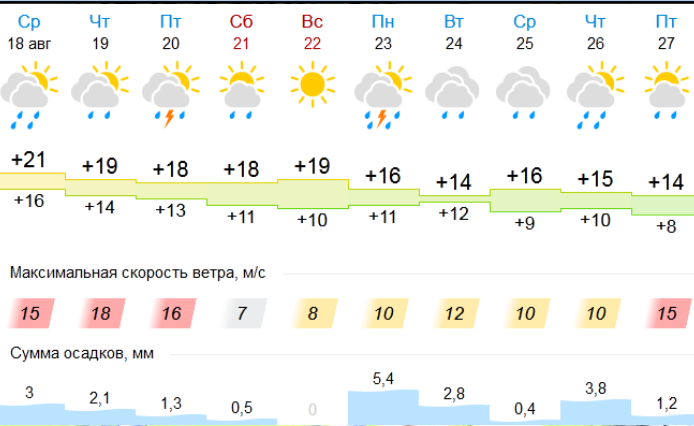 Ср Чт Пт Сб Вс Пн Вт Ср Чт Пт
18 авг 19 20 21 22 23 24 25 26 27
+21 +19 +18 +18 +19 +16 +14 +16 +15 +14
+16 +14 +13 +11 +10 +11 +12 +9 +10 +8
Максимальная скорость ветра, м/с
15 18 16 7 8 10 12 10 10 15
Сумма осадков, мм
3 2,1 1,3 0,5 0 5,4 2,8 0,4 3,8 1,2